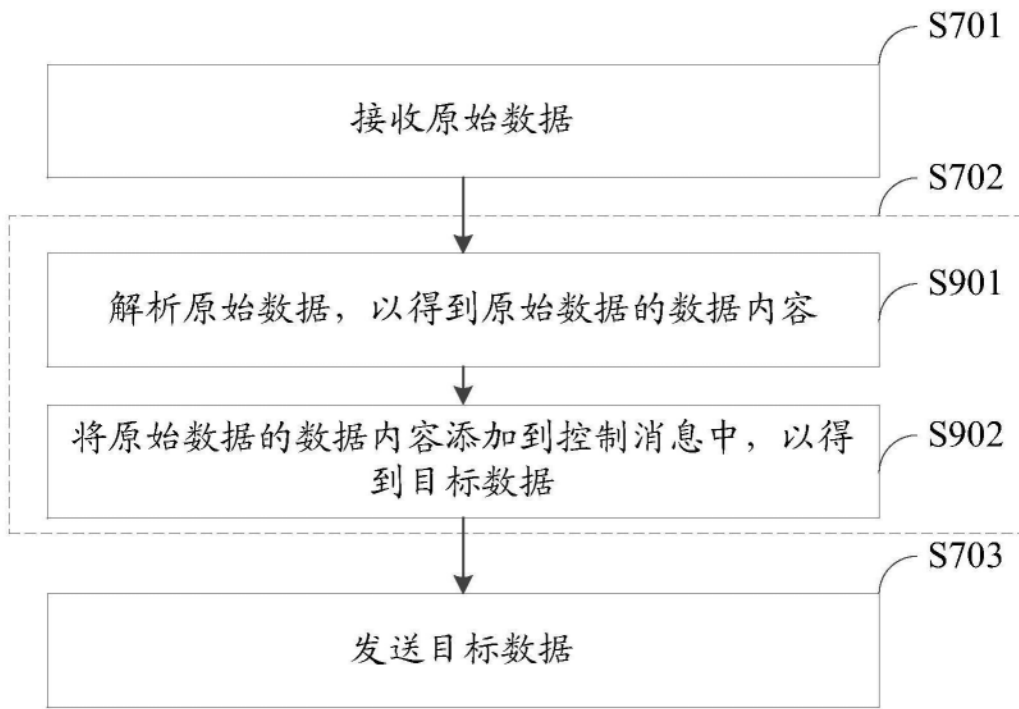 S701
接收原始数据
S702
解析原始数据，以得到原始数据的数据内容
S901
将原始数据的数据内容添加到控制消息中，以得
到目标数据
S902
S703
发送目标数据